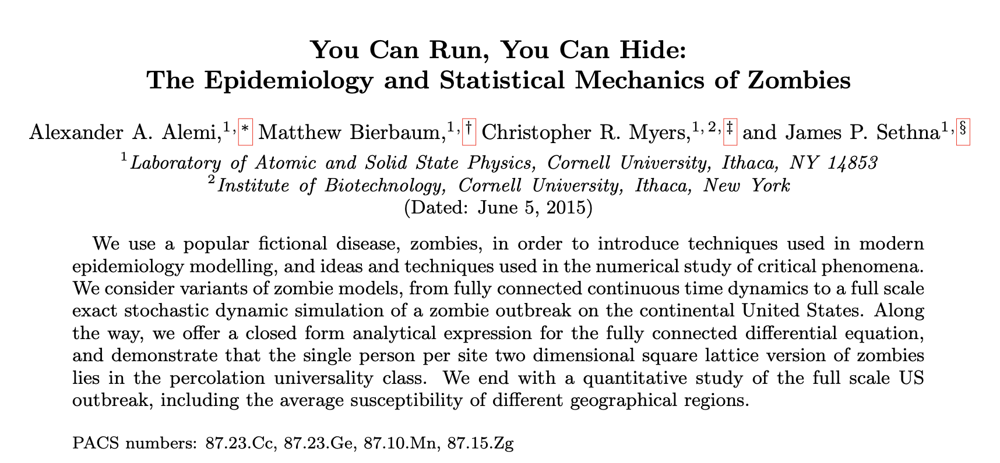 You Can Run, You Can Hide:
The Epidemiology and Statistical Mechanics of Zombies
Alexander A. Alemi,1, * Matthew Bierbaum,1, † Christopher R. Myers,1, 2, ‡ and James P. Sethna1, §
1Laboratory of Atomic and Solid State Physics, Cornell University, Ithaca, NY 14853
2Institute of Biotechnology, Cornell University, Ithaca, New York
(Dated: June 5, 2015)
We use a popular fictional disease, zombies, in order to introduce techniques used in modern
epidemiology modelling, and ideas and techniques used in the numerical study of critical phenomena.
We consider variants of zombie models, from fully connected continuous time dynamics to a full scale
exact stochastic dynamic simulation of a zombie outbreak on the continental United States. Along
the way, we offer a closed form analytical expression for the fully connected differential equation,
and demonstrate that the single person per site two dimensional square lattice version of zombies
lies in the percolation universality class. We end with a quantitative study of the full scale US
outbreak, including the average susceptibility of different geographical regions.
PACS numbers: 87.23.Cc, 87.23.Ge, 87.10.Mn, 87.15.Zg